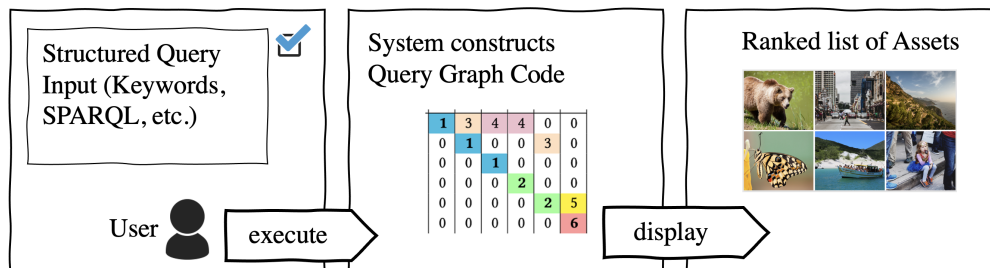 Structured Query
Input (Keywords,
SPARQL, etc.)
User
execute
System constructs
Query Graph Code
1 3 4 4 0 0
0 1 0 0 3 0
0 0 1 0 0 0
0 0 0 2 0 0
0 0 0 0 2 5
0 0 0 0 0 6
display
Ranked list of Assets